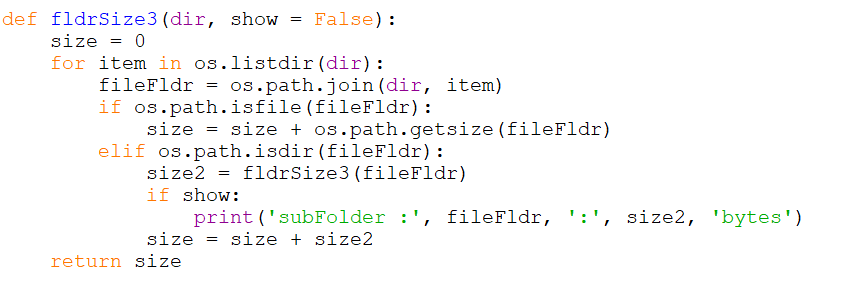 def fldrSize3(dir, show = False):
    size = 0
    for item in os.listdir(dir):
        fileFldr = os.path.join(dir, item)
        if os.path.isfile(fileFldr):
            size = size + os.path.getsize(fileFldr)
        elif os.path.isdir(fileFldr):
            size2 = fldrSize3(fileFldr)
            if show:
                print('subFolder :', fileFldr, ':', size2, 'bytes')
            size = size + size2
    return size